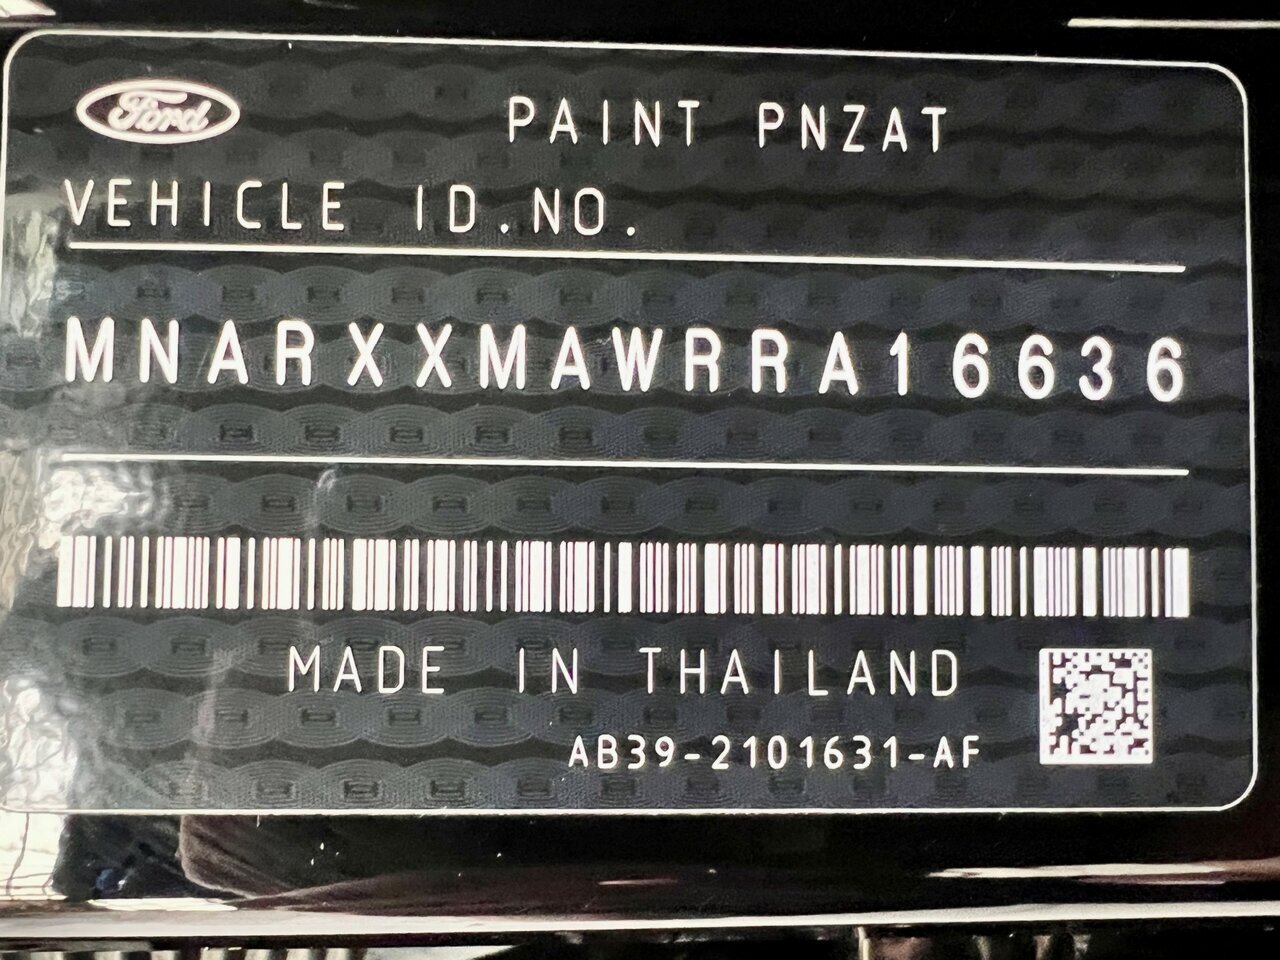 Ford
PAINT PNZAT
VEHICLE ID.NO.
MNARXXMAWRRA16636
MADE IN THAILAND
AB39-2101631-AF